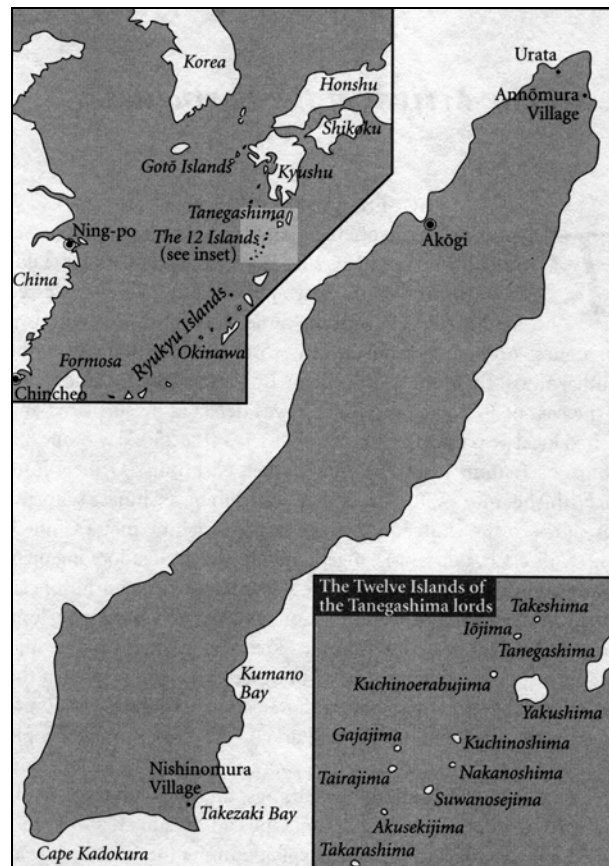 Korea
Honshu
Shikoku
Gotō Islands
Kyushu
Tanegashima
Ning-po
The 12 Islands
(see inset)
China
Ryukyu Islands
Okinawa
Formosa
Chincheo
Urata
Annōmura
Village
Akōgi
Kumano
Bay
Nishinomura
Village
Takezaki Bay
Cape Kadokura
The Twelve Islands of
the Tanegashima lords
Takeshima
Iōjima
Tanegashima
Kuchinoerabujima
Yakushima
Gajajima
Kuchinoshima
Tairajima
Nakanoshima
Suwanosejima
Akusekijima
Takarashima